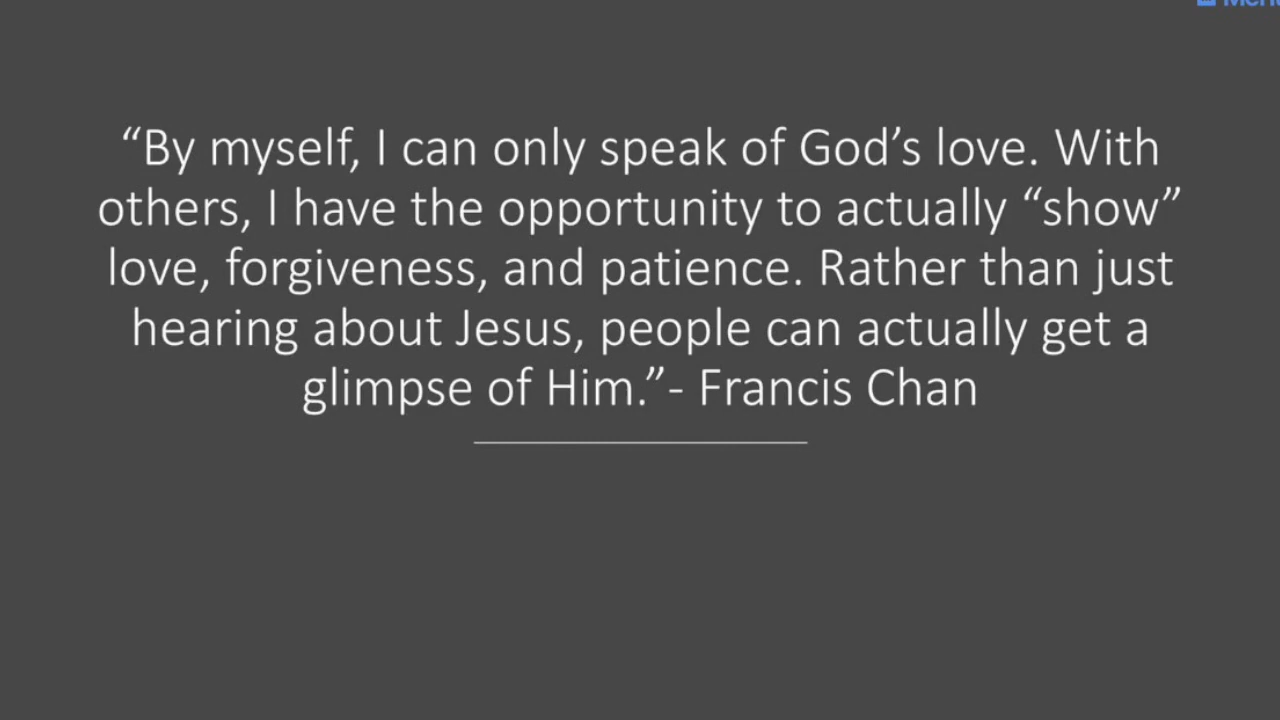 “By myself, I can only speak of God’s love. With
others, I have the opportunity to actually “show”
love, forgiveness, and patience. Rather than just
hearing about Jesus, people can actually get a
glimpse of Him.”- Francis Chan